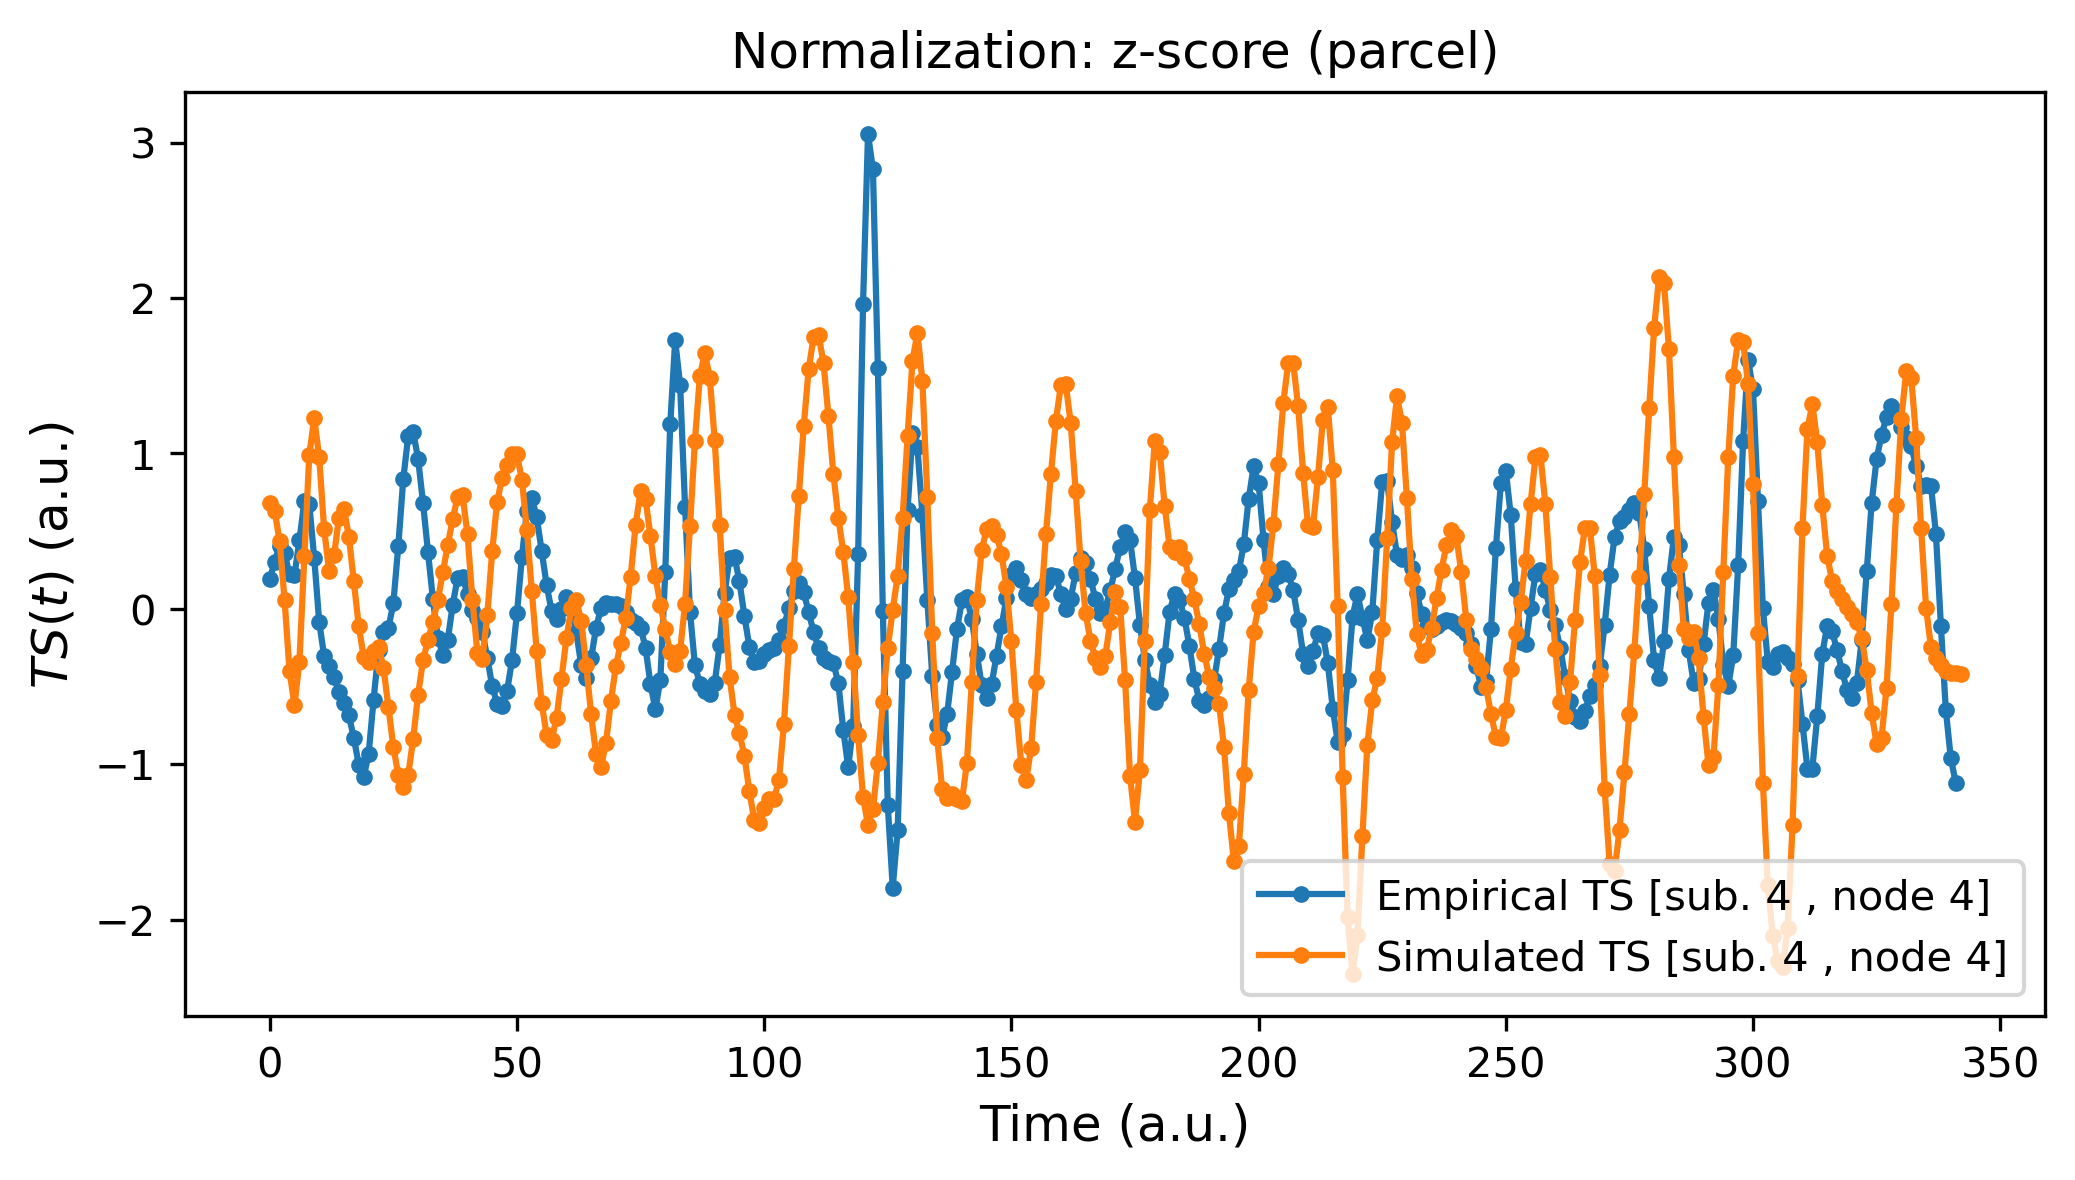 Normalization: z-score (parcel)
TS(t) (a.u.)
3
2
1
0
−1
−2
0 50 100 150 200 250 300 350
Time (a.u.)
Empirical TS [sub. 4 , node 4]
Simulated TS [sub. 4 , node 4]